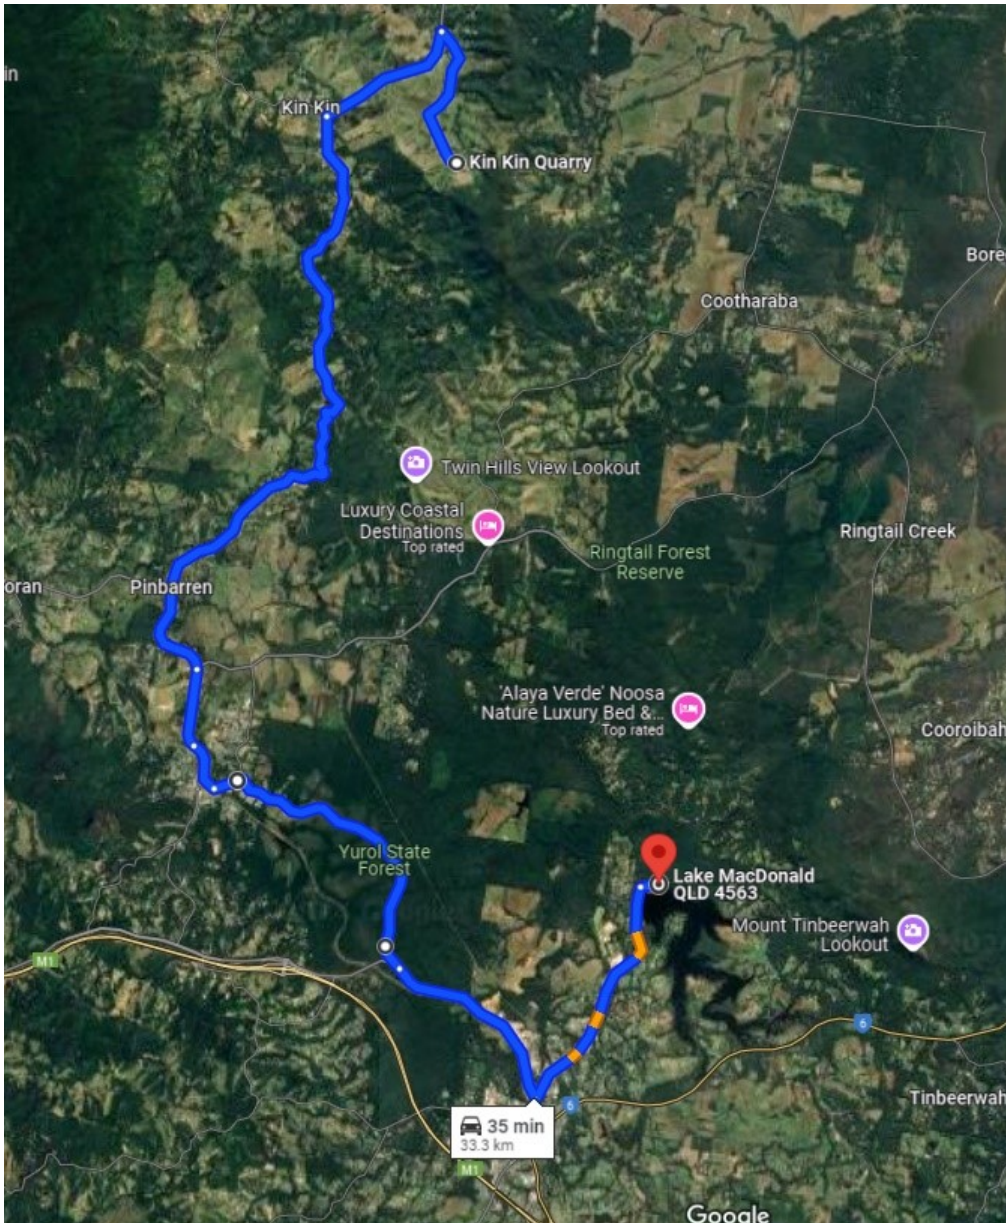 in
Kin Kin
Kin Kin Quarry
Bore
Cootharaba
Twin Hills View Lookout
Luxury Coastal
Destinations
Top rated
Ringtail Forest
Reserve
Ringtail Creek
oran
Pinbarren
'Alaya Verde' Noosa
Nature Luxury Bed &...
Top rated
Cooroibah
Yurol State
Forest
Lake MacDonald
QLD 4563
Mount Tinbeerwah
Lookout
M1
6
Tinbeerwah
6
35 min
33.3 km
M1
Google